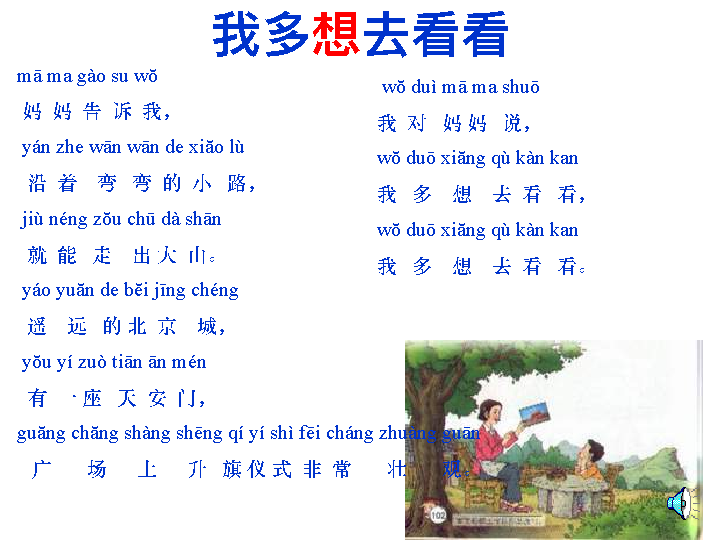 我多想去看看
mā ma gào su wǒ
妈 妈 告 诉 我，
yán zhe wān wān de xiǎo lù
沿 着 弯 弯 的 小 路，
jiù néng zǒu chū dà shān
就 能 走 出 大 山。
yáo yuǎn de běi jīng chéng
遥 远 的 北 京 城，
yǒu yí zuò tiān ān mén
有 一 座 天 安 门，
guǎng chǎng shàng shēng qí yí shì fēi cháng zhuàng guān
广 场 上 升 旗 仪 式 非 常 壮 观。
wǒ duì mā ma shuō
我 对 妈 妈 说，
wǒ duō xiǎng qù kàn kan
我 多 想 去 看 看，
wǒ duō xiǎng qù kàn kan
我 多 想 去 看 看。
102